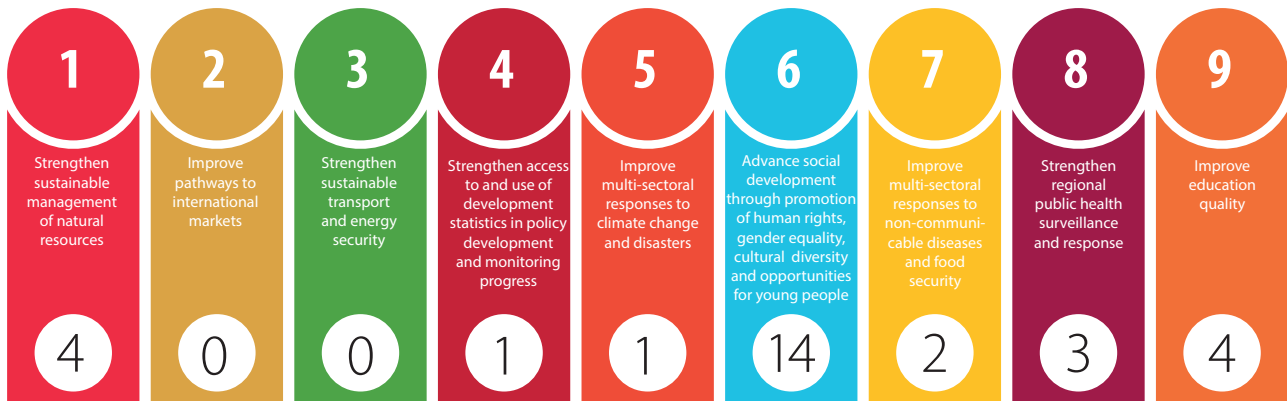 1
Strengthen
sustainable
management
of natural
resources
4
2
Improve
pathways to
international
markets
0
3
Strengthen
sustainable
transport
and energy
security
0
4
Strengthen access
to and use of
development
statistics in policy
development
and monitoring
progress
1
5
Improve
multi-sectoral
responses to
climate change
and disasters
1
6
Advance social
development
through promotion
of human rights,
gender equality,
cultural diversity
and opportunities
for young people
14
7
Improve
multi-sectoral
responses to
non-communi-
cable diseases
and food
security
2
8
Strengthen
regional
public health
surveillance
and response
3
9
Improve
education
quality
4